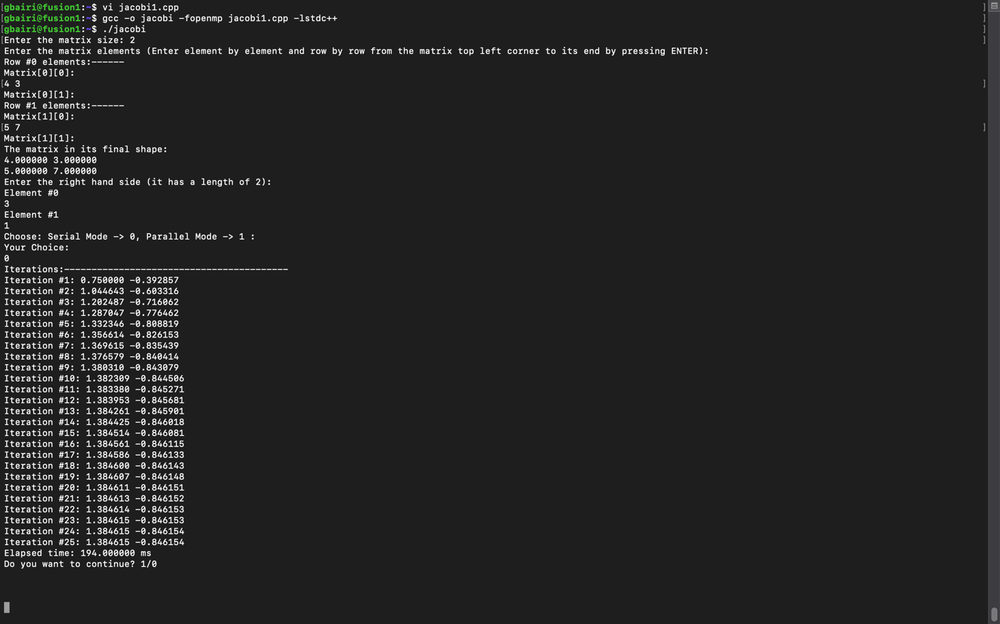 [gbairi@fusion1:~$ vi jacobi1.cpp ]
[gbairi@fusion1:~$ gcc -o jacobi -fopenmp jacobi1.cpp -lstdc++ ]
[gbairi@fusion1:~$ ./jacobi ]
[Enter the matrix size: 2 ]
Enter the matrix elements (Enter element by element and row by row from the matrix top left corner to its end by pressing ENTER):
Row #0 elements:------
Matrix[0][0]:
[4 3 ]
Matrix[0][1]:
Row #1 elements:------
Matrix[1][0]:
[5 7 ]
Matrix[1][1]:
The matrix in its final shape:
4.000000 3.000000
5.000000 7.000000
Enter the right hand side (it has a length of 2):
Element #0
3
Element #1
1
Choose: Serial Mode -> 0, Parallel Mode -> 1 :
Your Choice:
0
Iterations:-----------------------------------------
Iteration #1: 0.750000 -0.392857
Iteration #2: 1.044643 -0.603316
Iteration #3: 1.202487 -0.716062
Iteration #4: 1.287047 -0.776462
Iteration #5: 1.332346 -0.808819
Iteration #6: 1.356614 -0.826153
Iteration #7: 1.369615 -0.835439
Iteration #8: 1.376579 -0.840414
Iteration #9: 1.380310 -0.843079
Iteration #10: 1.382309 -0.844506
Iteration #11: 1.383380 -0.845271
Iteration #12: 1.383953 -0.845681
Iteration #13: 1.384261 -0.845901
Iteration #14: 1.384425 -0.846018
Iteration #15: 1.384514 -0.846081
Iteration #16: 1.384561 -0.846115
Iteration #17: 1.384586 -0.846133
Iteration #18: 1.384600 -0.846143
Iteration #19: 1.384607 -0.846148
Iteration #20: 1.384611 -0.846151
Iteration #21: 1.384613 -0.846152
Iteration #22: 1.384614 -0.846153
Iteration #23: 1.384615 -0.846153
Iteration #24: 1.384615 -0.846154
Iteration #25: 1.384615 -0.846154
Elapsed time: 194.000000 ms
Do you want to continue? 1/0